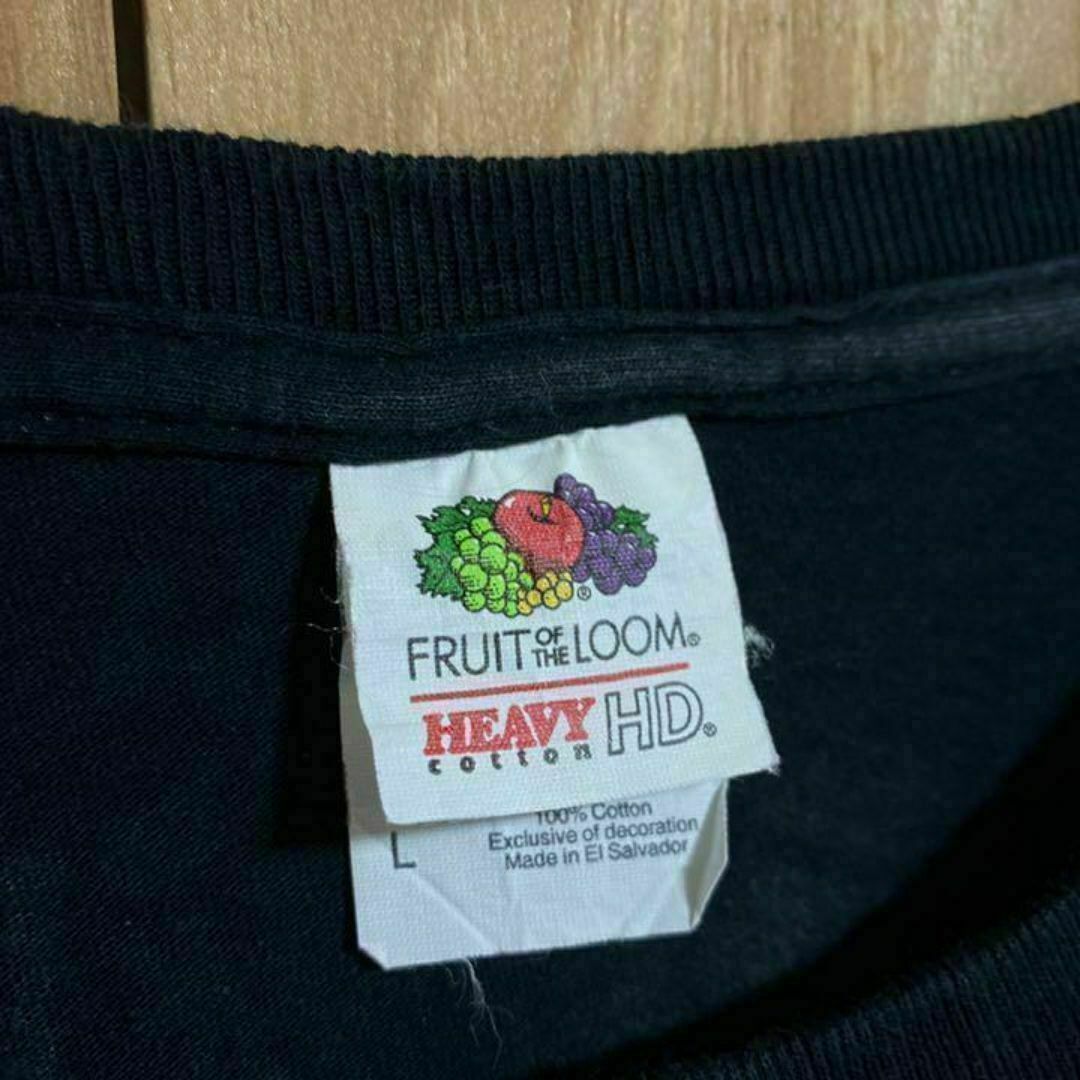 ®
FRUIT OF THE LOOM®
HEAVY HD®
cotton
100% Cotton
L Exclusive of decoration
Made in El Salvador